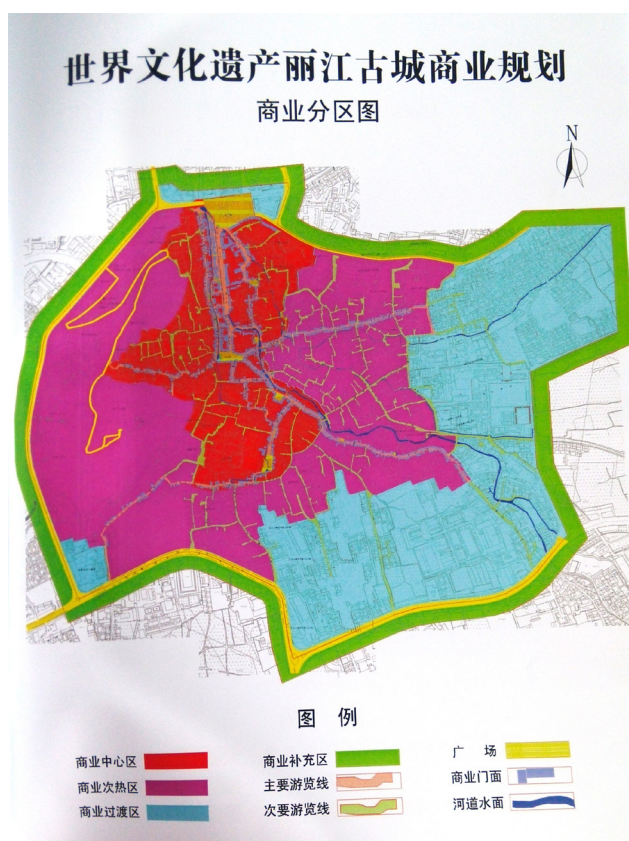 世界文化遗产丽江古城商业规划
商业分区图
N
图 例
商业中心区
商业次热区
商业过渡区
商业补充区
主要游览线
次要游览线
广 场
商业门面
河道水面